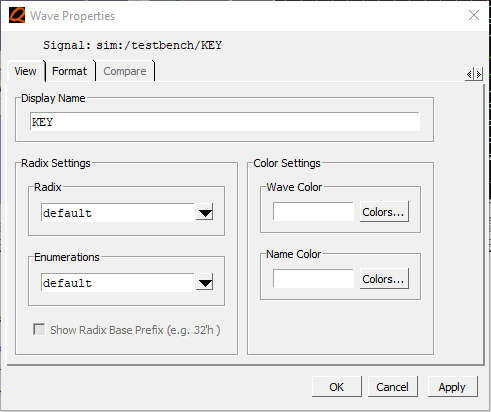 Wave Properties
Signal: sim:/testbench/KEY
View Format Compare
Display Name
KEY
Radix Settings
Radix
default
Enumerations
default
Show Radix Base Prefix (e.g. 32'h )
Color Settings
Wave Color
Colors...
Name Color
Colors...
OK Cancel Apply